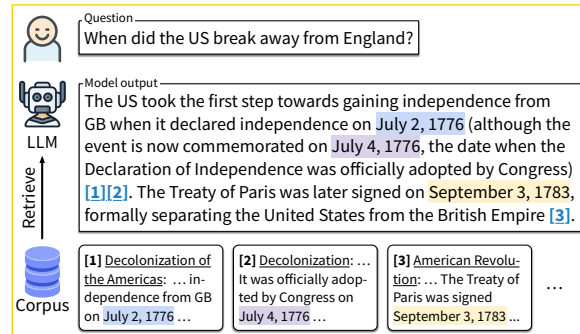 Question
When did the US break away from England?
Model output
The US took the first step towards gaining independence from
GB when it declared independence on July 2, 1776 (although the
event is now commemorated on July 4, 1776, the date when the
Declaration of Independence was officially adopted by Congress)
[1][2]. The Treaty of Paris was later signed on September 3, 1783,
formally separating the United States from the British Empire [3].
LLM
Retrieve
Corpus
[1] Decolonization of
the Americas: … in-
dependence from GB
on July 2, 1776 …
[2] Decolonization: …
It was officially adop-
ted by Congress on
July 4, 1776 …
[3] American Revolu-
tion: … The Treaty of
Paris was signed
September 3, 1783 ...
…